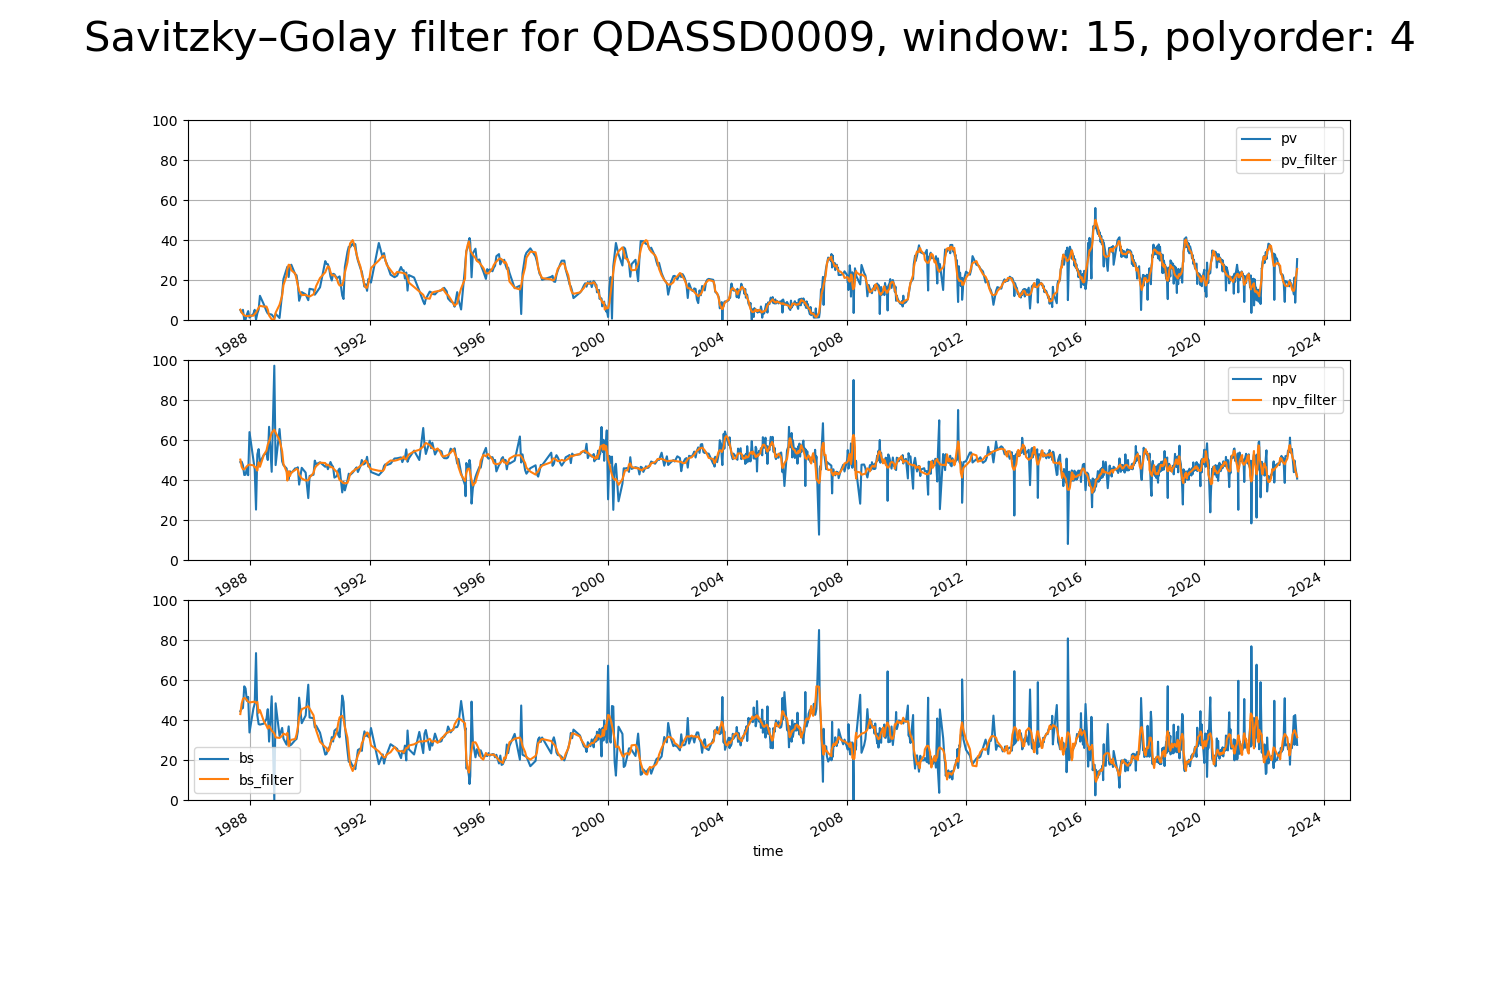 Savitzky–Golay filter for QDASSD0009, window: 15, polyorder: 4
100
80
60
40
20
0
pv
pv_filter
1988 1992 1996 2000 2004 2008 2012 2016 2020 2024
100
80
60
40
20
0
npv
npv_filter
1988 1992 1996 2000 2004 2008 2012 2016 2020 2024
100
80
60
40
20
0
bs
bs_filter
1988 1992 1996 2000 2004 2008 2012 2016 2020 2024
time